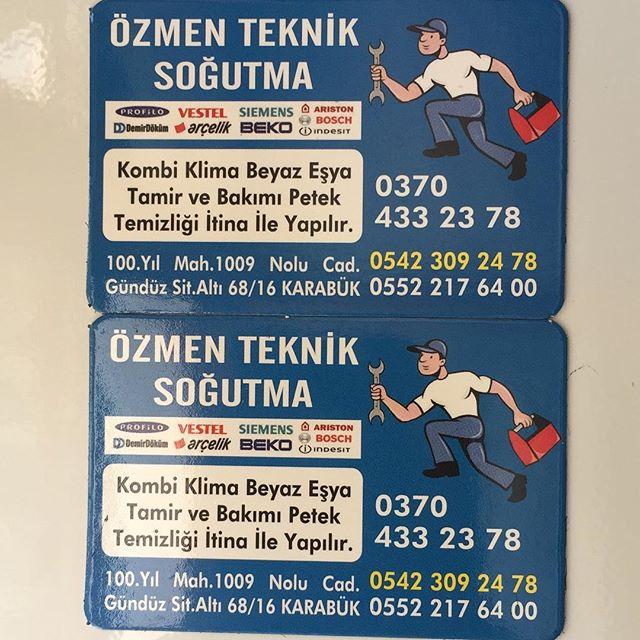 ÖZMEN TEKNİK
SOĞUTMA
PROFİLO VESTEL SIEMENS ARISTON
DemirDöküm arçelik BEKO BOSCH
indesit
Kombi Klima Beyaz Eşya
Tamir ve Bakımı Petek
Temizliği İtina İle Yapılır.
0370
433 23 78
100.Yıl Mah.1009 Nolu Cad. 0542 309 24 78
Gündüz Sit.Altı 68/16 KARABÜK 0552 217 64 00
ÖZMEN TEKNİK
SOĞUTMA
PROFİLO VESTEL SIEMENS ARISTON
DemirDöküm arçelik BEKO BOSCH
indesit
Kombi Klima Beyaz Eşya
Tamir ve Bakımı Petek
Temizliği İtina İle Yapılır.
0370
433 23 78
100.Yıl Mah.1009 Nolu Cad. 0542 309 24 78
Gündüz Sit.Altı 68/16 KARABÜK 0552 217 64 00